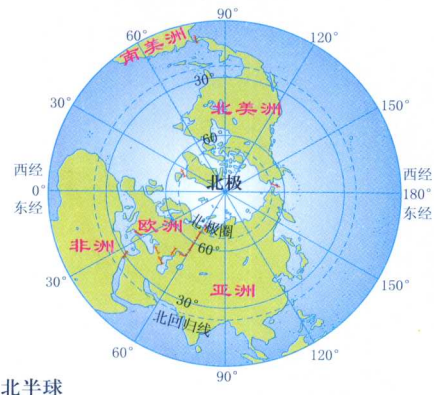 90°
60°
120°
南美洲
30°
30°
150°
北美洲
60°
西经
0°
东经
北极
西经
180°
东经
欧洲
北极圈
非洲
60°
亚洲
30°
30°
150°
北回归线
60°
120°
90°
北半球